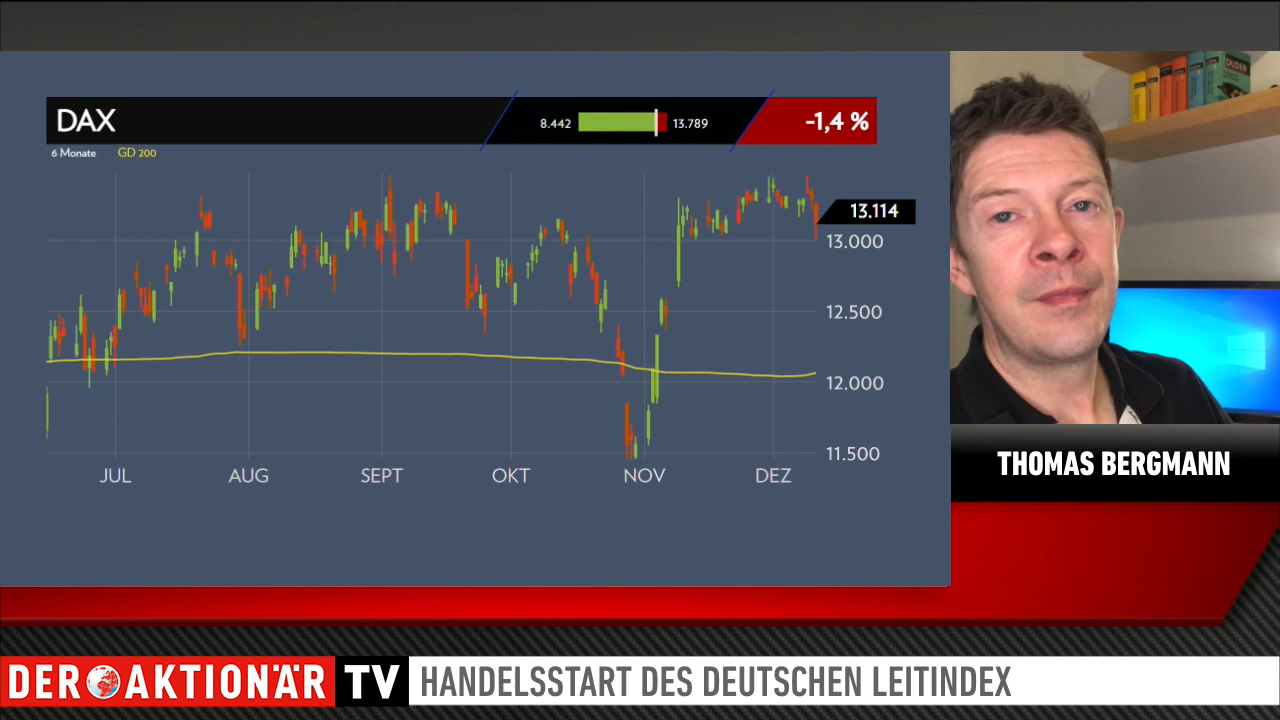 DAX
8.442
13.789
-1,4 %
6 Monate
GD 200
13.114
13.000
12.500
12.000
11.500
JUL AUG SEPT OKT NOV DEZ
DUDEN
THOMAS BERGMANN
DER AKTIONÄR TV
HANDELSSTART DES DEUTSCHEN LEITINDEX